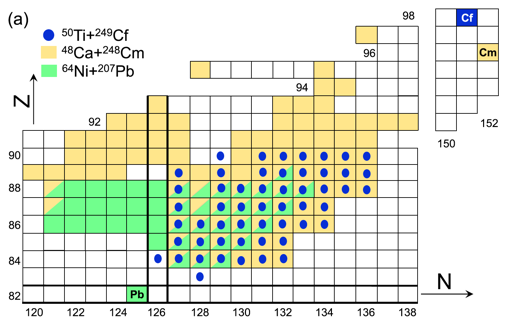 (a)
⁵⁰Ti+²⁴⁹Cf
⁴⁸Ca+²⁴⁸Cm
⁶⁴Ni+²⁰⁷Pb
98
Cf
96
Cm
94
152
92
150
Z
90
88
86
84
82
Pb
N
120 122 124 126 128 130 132 134 136 138